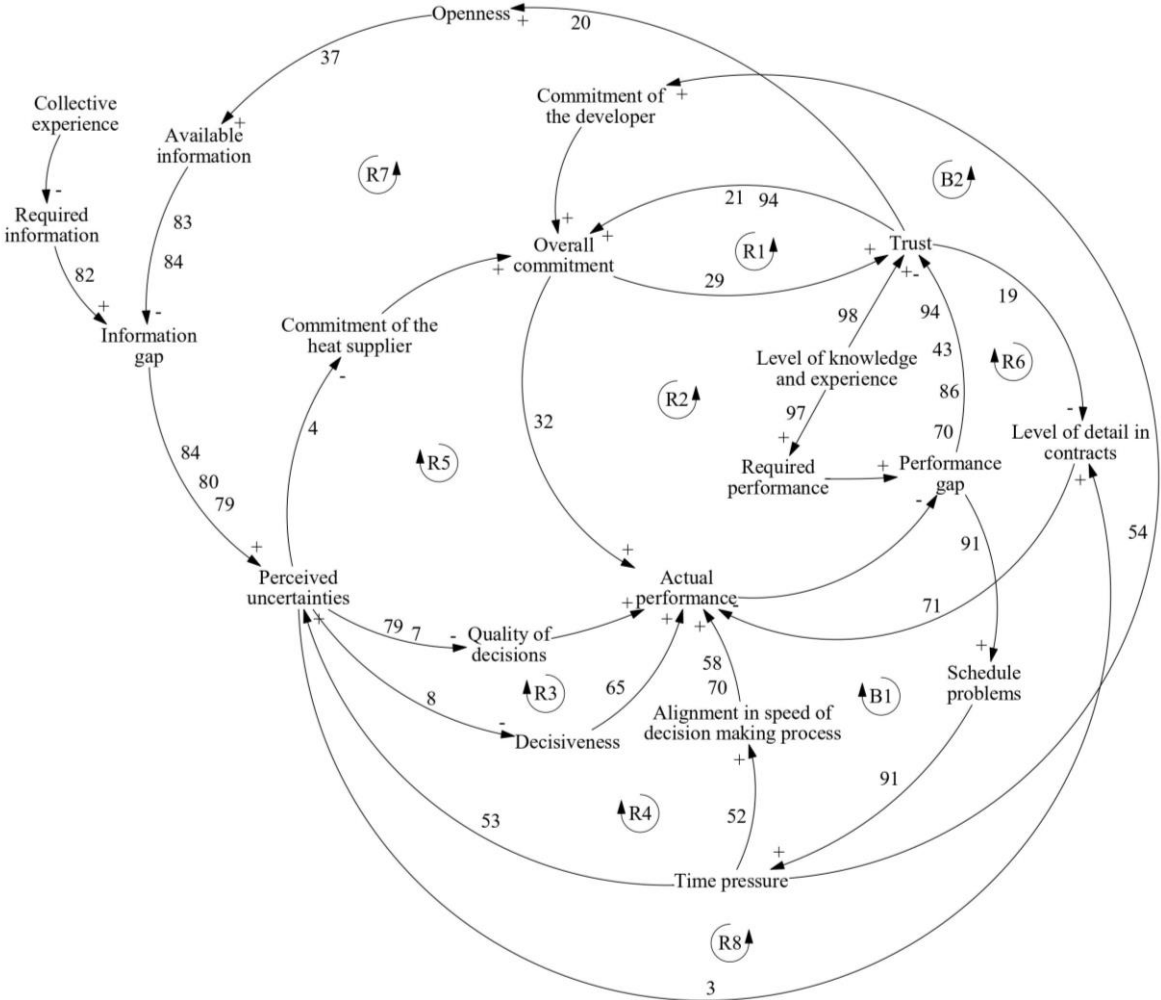 Openness
+
20
37
Collective
experience
+
Available
information
Commitment of
the developer
+
R7
B2
-
Required
information
83
84
82
+
-
Information
gap
21 94
+
+
Overall
commitment
+
R1
+
Trust
+-
29
19
Commitment of the
heat supplier
-
98
94
Level of knowledge
and experience
43
R6
86
97
R2
4
32
+
70
-
Level of detail in
contracts
+
R5
Required
performance
+
Performance
gap
-
84
80
79
91
54
+
Perceived
uncertainties
+
+
Actual
performance
-
+
+
+
71
79 7
-
Quality of
decisions
58
70
+
Schedule
problems
R3
65
B1
8
-
Decisiveness
Alignment in speed of
decision making process
+
91
R4
53
52
+
Time pressure
R8
3